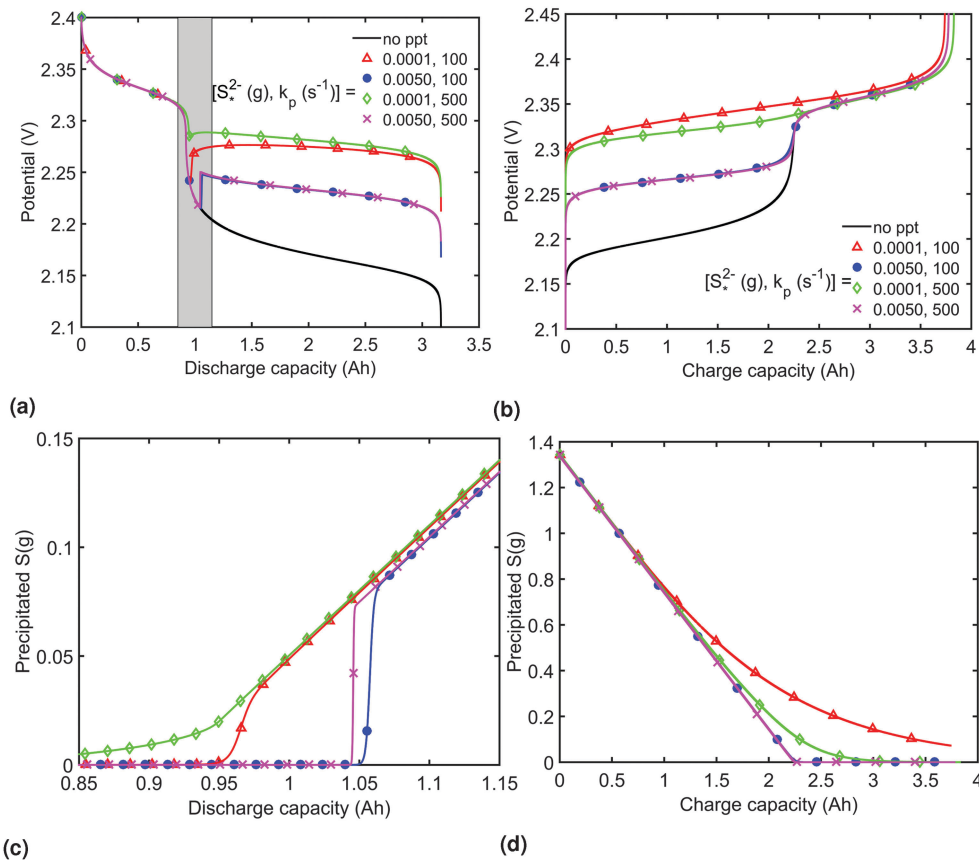 2.4
2.35
2.3
2.25
2.2
2.15
2.1
Potential (V)
0 0.5 1 1.5 2 2.5 3 3.5
Discharge capacity (Ah)
no ppt
0.0001, 100
0.0050, 100
0.0001, 500
0.0050, 500
[S*2- (g), kp (s-1)] =
(a)
2.45
2.4
2.35
2.3
2.25
2.2
2.15
2.1
Potential (V)
0 0.5 1 1.5 2 2.5 3 3.5 4
Charge capacity (Ah)
no ppt
0.0001, 100
0.0050, 100
0.0001, 500
0.0050, 500
[S*2- (g), kp (s-1)] =
(b)
0.15
0.1
0.05
0
Precipitated S(g)
0.85 0.9 0.95 1 1.05 1.1 1.15
Discharge capacity (Ah)
(c)
1.4
1.2
1
0.8
0.6
0.4
0.2
0
Precipitated S(g)
0 0.5 1 1.5 2 2.5 3 3.5 4
Charge capacity (Ah)
(d)